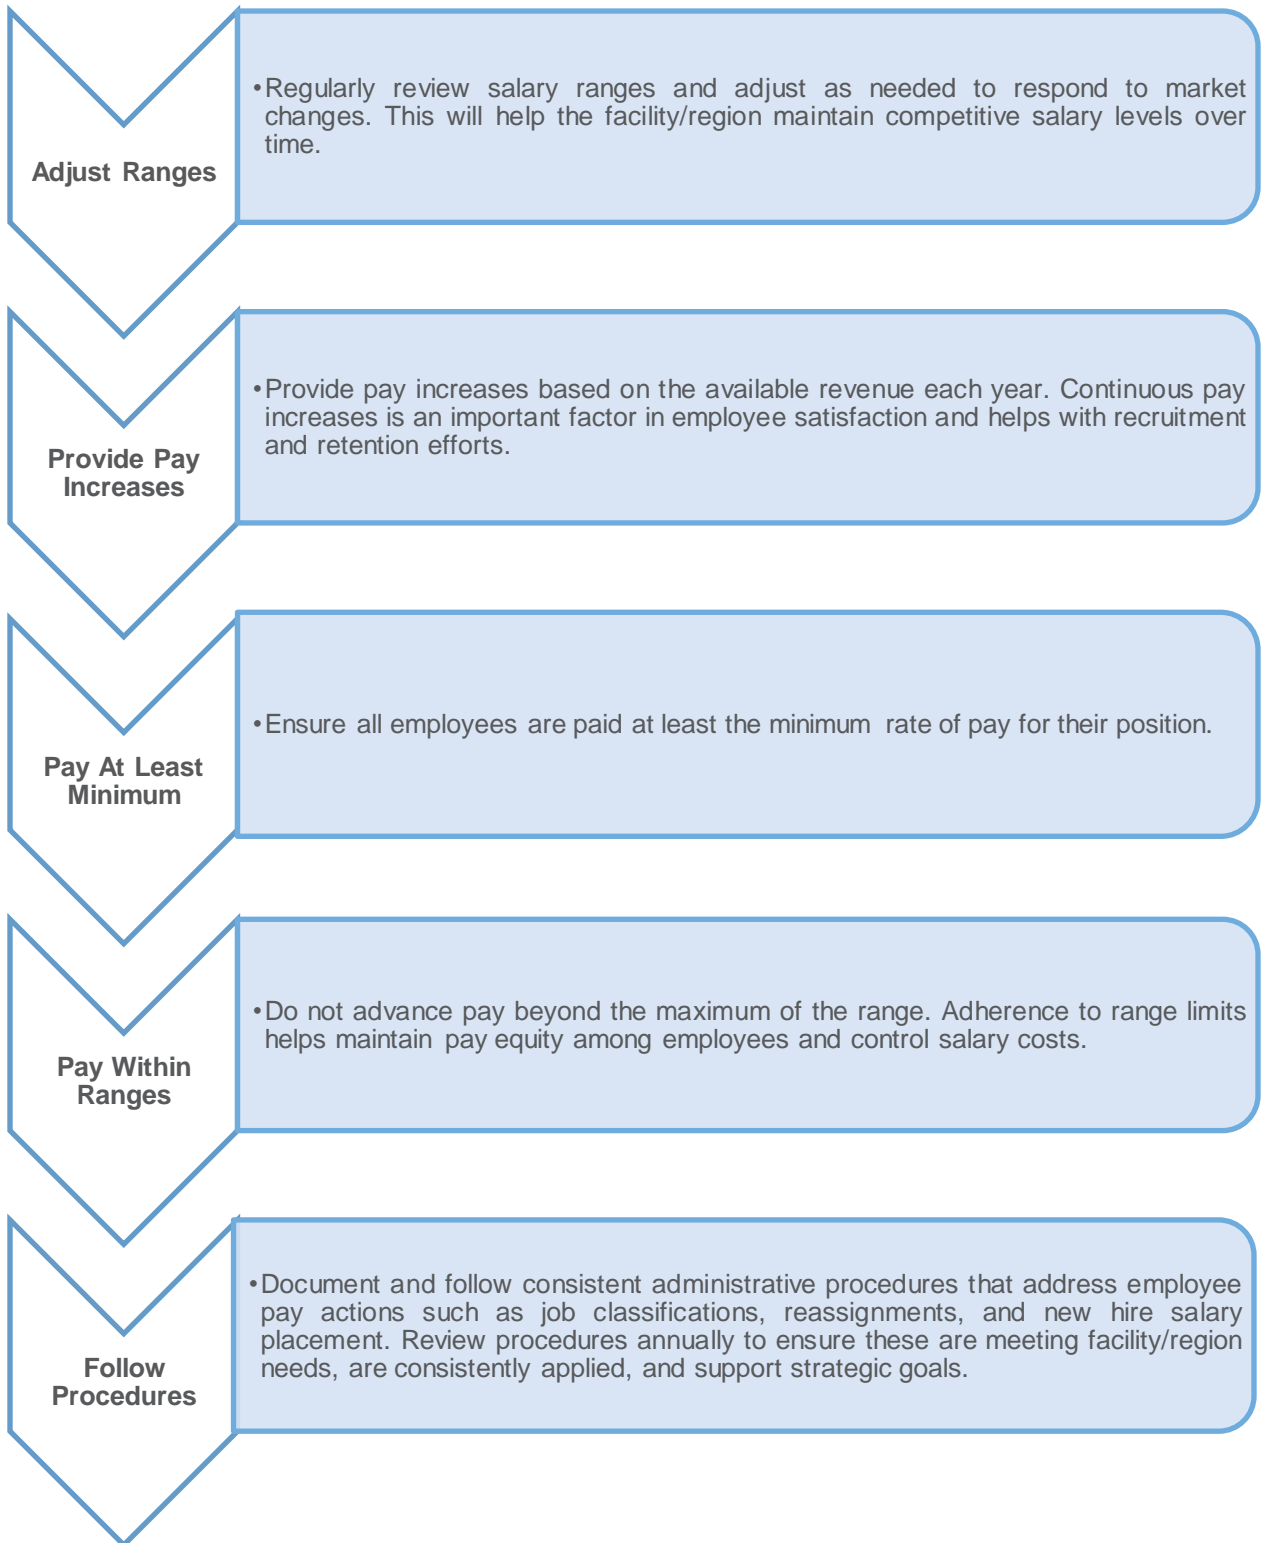 Adjust Ranges
•Regularly review salary ranges and adjust as needed to respond to market
changes. This will help the facility/region maintain competitive salary levels over
time.
Provide Pay
Increases
•Provide pay increases based on the available revenue each year. Continuous pay
increases is an important factor in employee satisfaction and helps with recruitment
and retention efforts.
Pay At Least
Minimum
•Ensure all employees are paid at least the minimum rate of pay for their position.
Pay Within
Ranges
•Do not advance pay beyond the maximum of the range. Adherence to range limits
helps maintain pay equity among employees and control salary costs.
Follow
Procedures
•Document and follow consistent administrative procedures that address employee
pay actions such as job classifications, reassignments, and new hire salary
placement. Review procedures annually to ensure these are meeting facility/region
needs, are consistently applied, and support strategic goals.